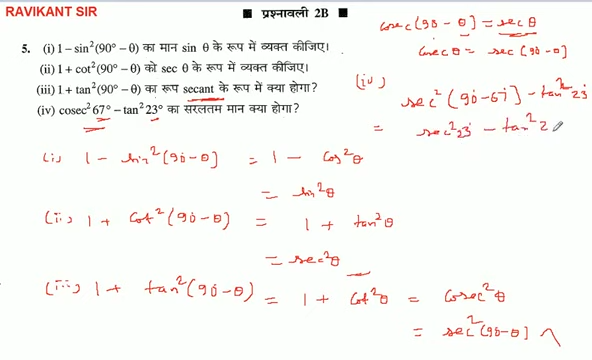 RAVIKANT SIR
■ प्रश्नावली 2B ■
5. (i) 1 – sin²(90° – θ) का मान sin θ के रूप में व्यक्त कीजिए।
(ii) 1 + cot²(90° – θ) को sec θ के रूप में व्यक्त कीजिए।
(iii) 1 + tan²(90° – θ) का रूप secant के रूप में क्या होगा?
(iv) cosec² 67° – tan² 23° का सरलतम मान क्या होगा?
cosec(90 - θ) = sec θ
cosec θ = sec(90 - θ)
(iv)
sec²(90° - 67°) - tan² 23°
= sec² 23° - tan² 2
(i) 1 - sin²(90° - θ) = 1 - cos²θ
= sin²θ
(ii) 1 + cot²(90° - θ) = 1 + tan²θ
= sec²θ
(iii) 1 + tan²(90° - θ) = 1 + cot²θ = cosec²θ
= sec²(90° - θ)